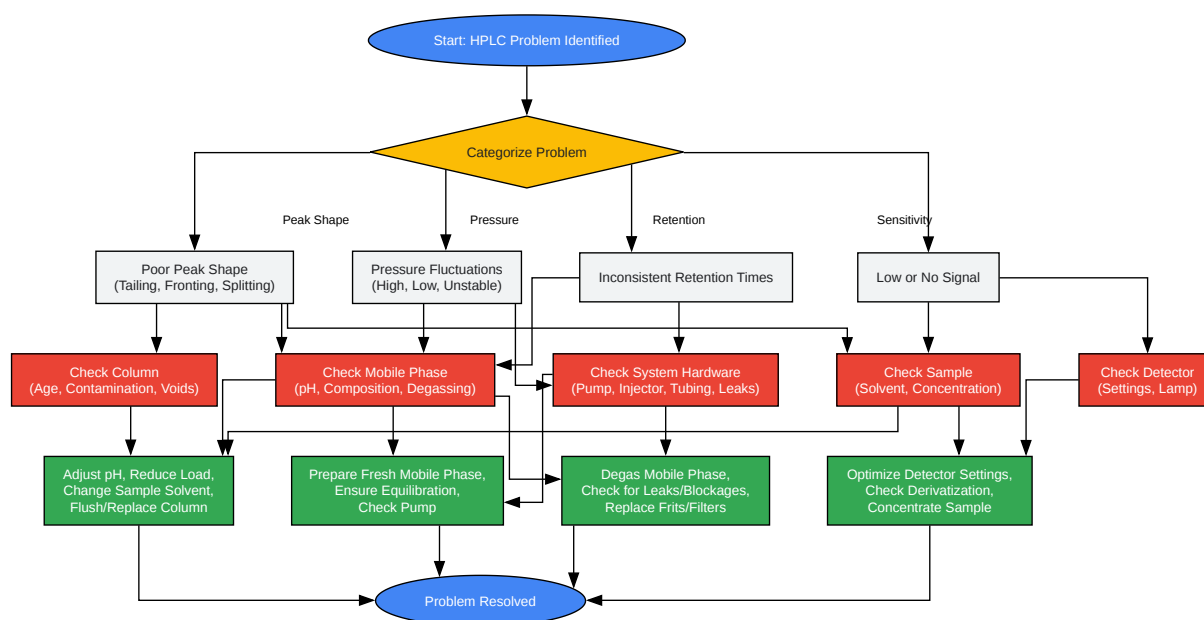 Start: HPLC Problem Identified
Categorize Problem
Peak Shape
Pressure
Retention
Sensitivity
Poor Peak Shape
(Tailing, Fronting, Splitting)
Pressure Fluctuations
(High, Low, Unstable)
Inconsistent Retention Times
Low or No Signal
Check Column
(Age, Contamination, Voids)
Check Mobile Phase
(pH, Composition, Degassing)
Check System Hardware
(Pump, Injector, Tubing, Leaks)
Check Sample
(Solvent, Concentration)
Check Detector
(Settings, Lamp)
Adjust pH, Reduce Load,
Change Sample Solvent,
Flush/Replace Column
Prepare Fresh Mobile Phase,
Ensure Equilibration,
Check Pump
Degas Mobile Phase,
Check for Leaks/Blockages,
Replace Frits/Filters
Optimize Detector Settings,
Check Derivatization,
Concentrate Sample
Problem Resolved